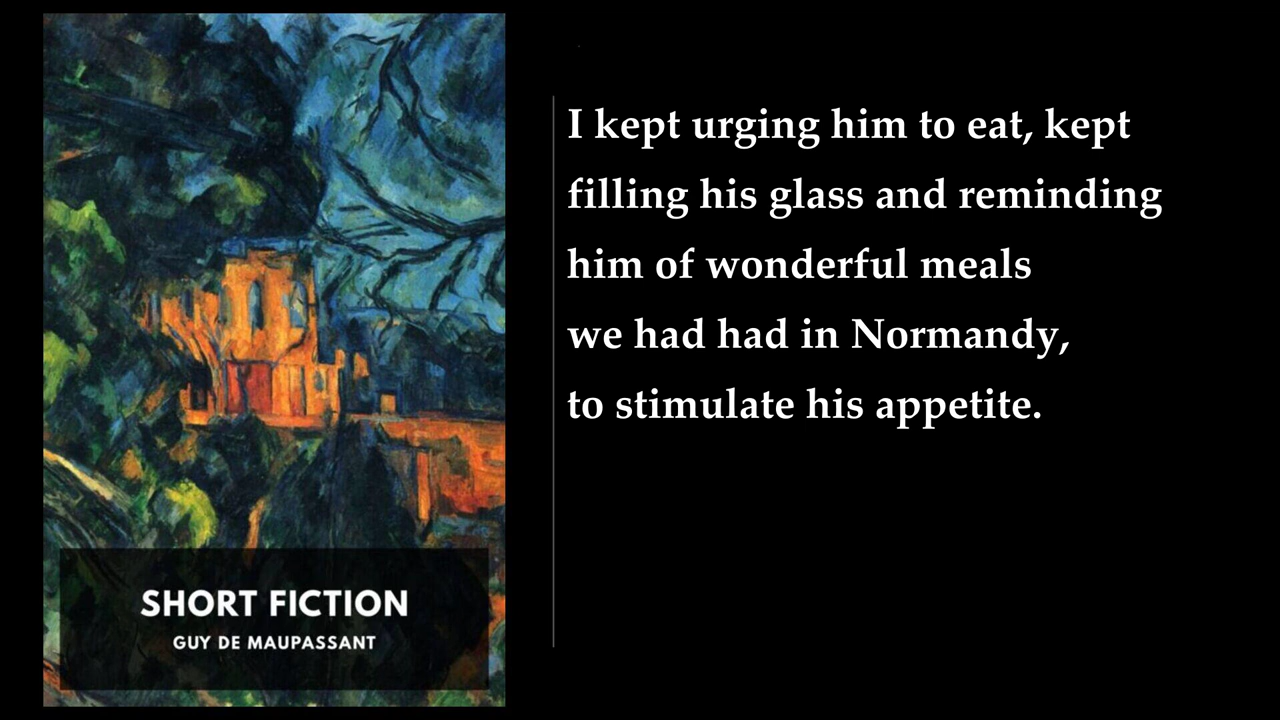 SHORT FICTION
GUY DE MAUPASSANT
I kept urging him to eat, kept
filling his glass and reminding
him of wonderful meals
we had had in Normandy,
to stimulate his appetite.